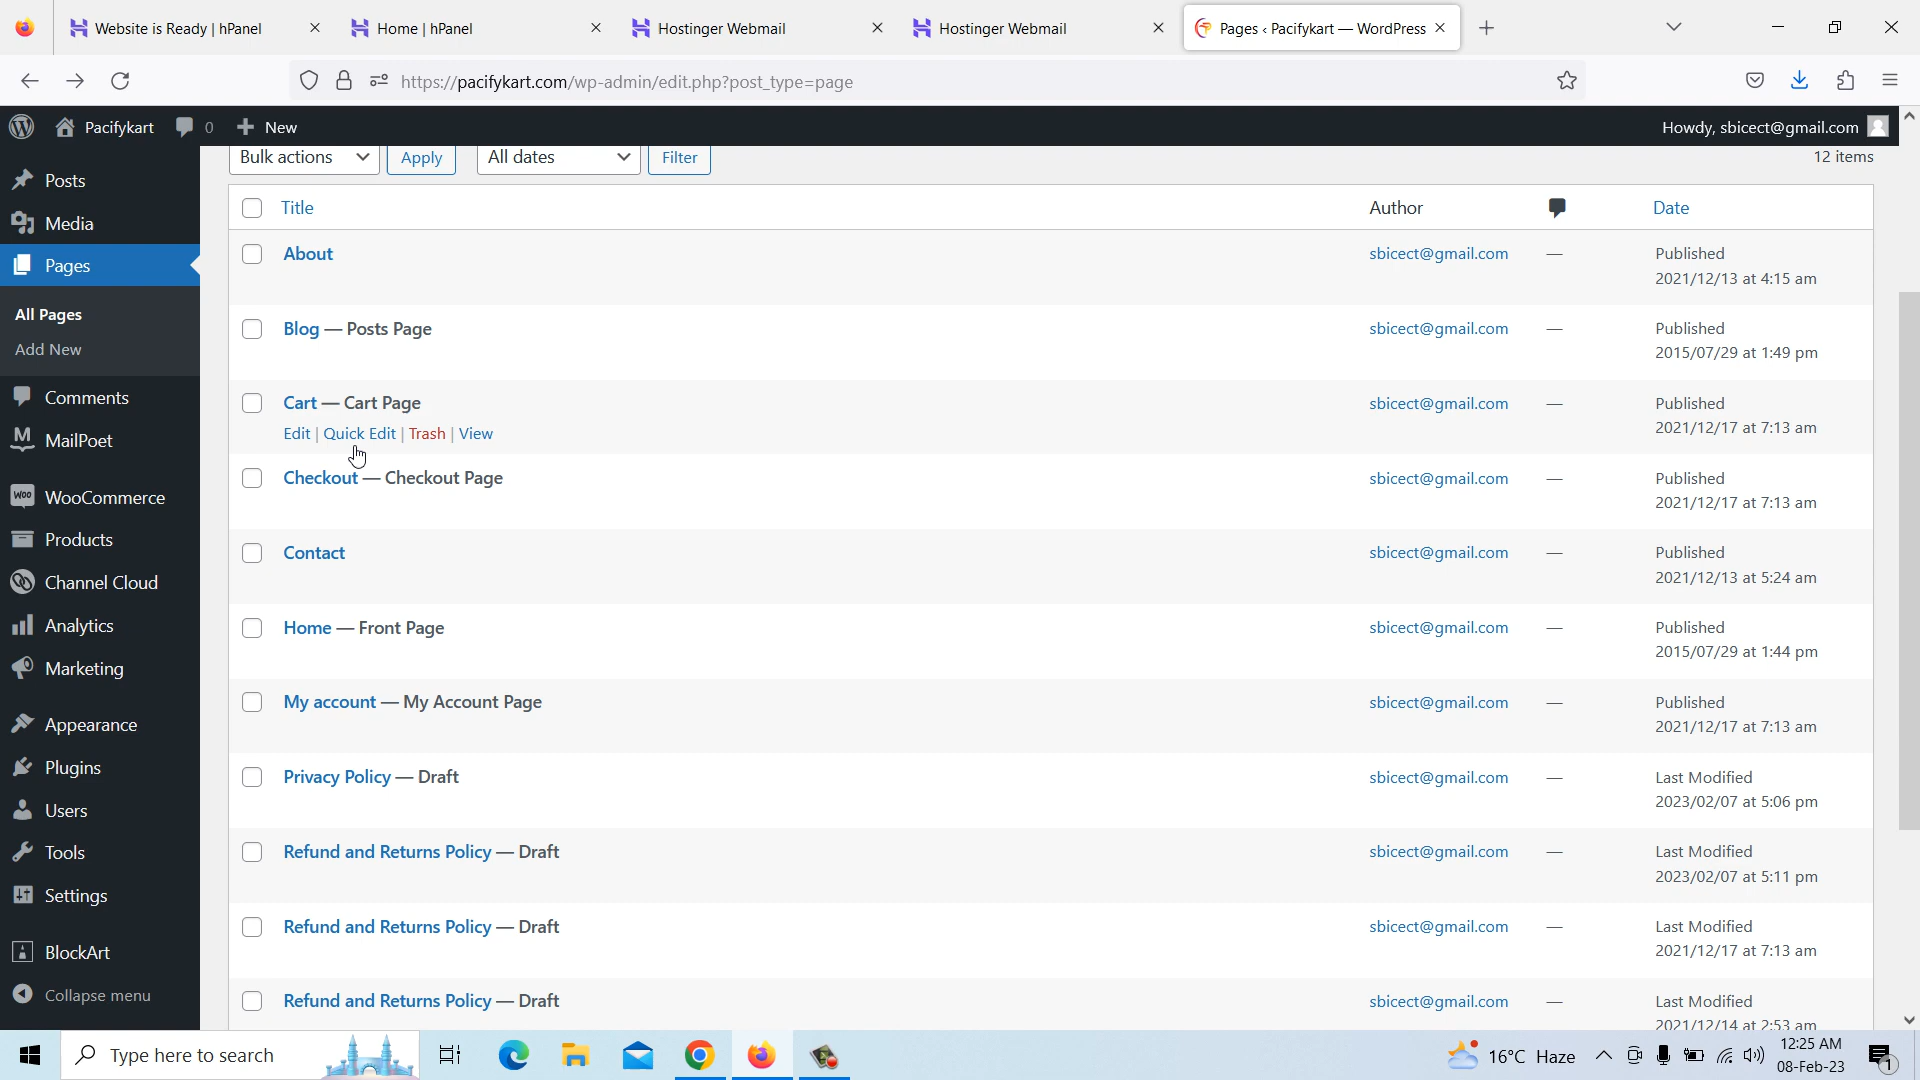 Website is Ready | hPanel
Home | hPanel
Hostinger Webmail
Hostinger Webmail
Pages ‹ Pacifykart — WordPress
https://pacifykart.com/wp-admin/edit.php?post_type=page
Pacifykart
0
New
Howdy, sbicect@gmail.com
Posts
Media
Pages
All Pages
Add New
Comments
MailPoet
WooCommerce
Products
Channel Cloud
Analytics
Marketing
Appearance
Plugins
Users
Tools
Settings
BlockArt
Collapse menu
Bulk actions Apply All dates Filter 12 items
Title Author Date
About sbicect@gmail.com — Published
2021/12/13 at 4:15 am
Blog — Posts Page sbicect@gmail.com — Published
2015/07/29 at 1:49 pm
Cart — Cart Page sbicect@gmail.com — Published
Edit | Quick Edit | Trash | View 2021/12/17 at 7:13 am
Checkout — Checkout Page sbicect@gmail.com — Published
2021/12/17 at 7:13 am
Contact sbicect@gmail.com — Published
2021/12/13 at 5:24 am
Home — Front Page sbicect@gmail.com — Published
2015/07/29 at 1:44 pm
My account — My Account Page sbicect@gmail.com — Published
2021/12/17 at 7:13 am
Privacy Policy — Draft sbicect@gmail.com — Last Modified
2023/02/07 at 5:06 pm
Refund and Returns Policy — Draft sbicect@gmail.com — Last Modified
2023/02/07 at 5:11 pm
Refund and Returns Policy — Draft sbicect@gmail.com — Last Modified
2021/12/17 at 7:13 am
Refund and Returns Policy — Draft sbicect@gmail.com — Last Modified
2021/12/14 at 2:53 am
Type here to search
16°C Haze
12:25 AM
08-Feb-23
1